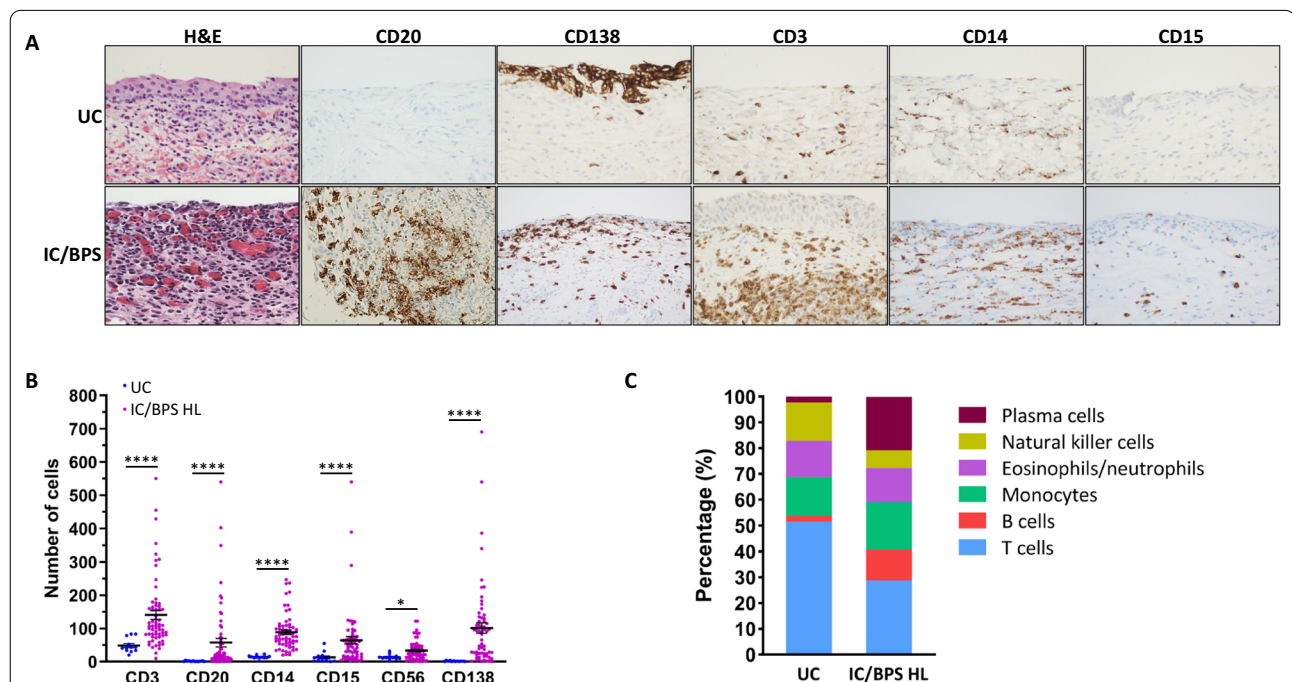 A
H&E CD20 CD138 CD3 CD14 CD15
UC
IC/BPS
B
UC
IC/BPS HL
Number of cells
800
700
600
500
400
300
200
100
0
**** **** **** **** * ****
CD3 CD20 CD14 CD15 CD56 CD138
C
Percentage (%)
100
90
80
70
60
50
40
30
20
10
0
UC IC/BPS HL
Plasma cells
Natural killer cells
Eosinophils/neutrophils
Monocytes
B cells
T cells